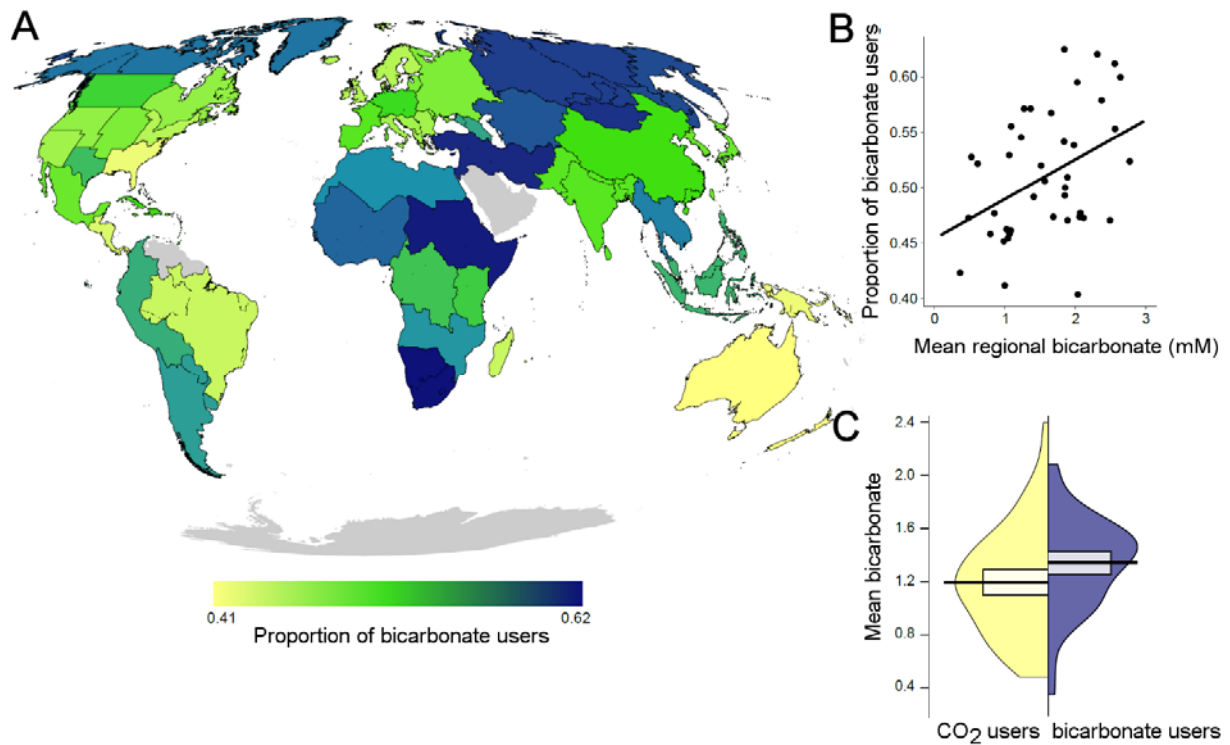 A
0.41
0.62
Proportion of bicarbonate users
B
Proportion of bicarbonate users
0.60
0.55
0.50
0.45
0.40
0
1
2
3
Mean regional bicarbonate (mM)
C
Mean bicarbonate
2.4
2.0
1.6
1.2
0.8
0.4
CO2 users
bicarbonate users